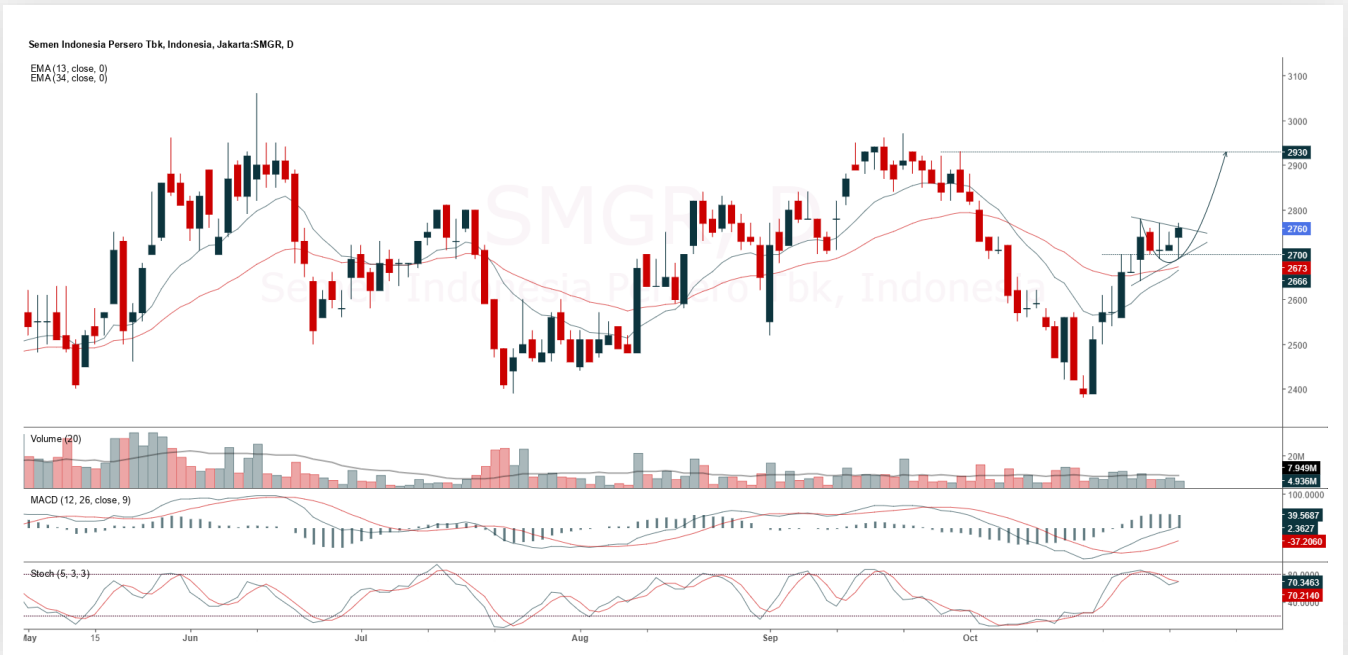 Semen Indonesia Persero Tbk, Indonesia, Jakarta:SMGR, D
EMA (13, close, 0)
EMA (34, close, 0)
SMGR, D
Semen Indonesia Persero Tbk, Indonesia
3100
3000
2930
2900
2800
2760
2700
2673
2666
2600
2500
2400
Volume (20)
20M
7.949M
4.936M
MACD (12, 26, close, 9)
100.0000
39.5687
2.3627
-37.2060
Stoch (5, 3, 3)
80.0000
70.3463
70.2140
40.0000
May 15 Jun Jul Aug Sep Oct